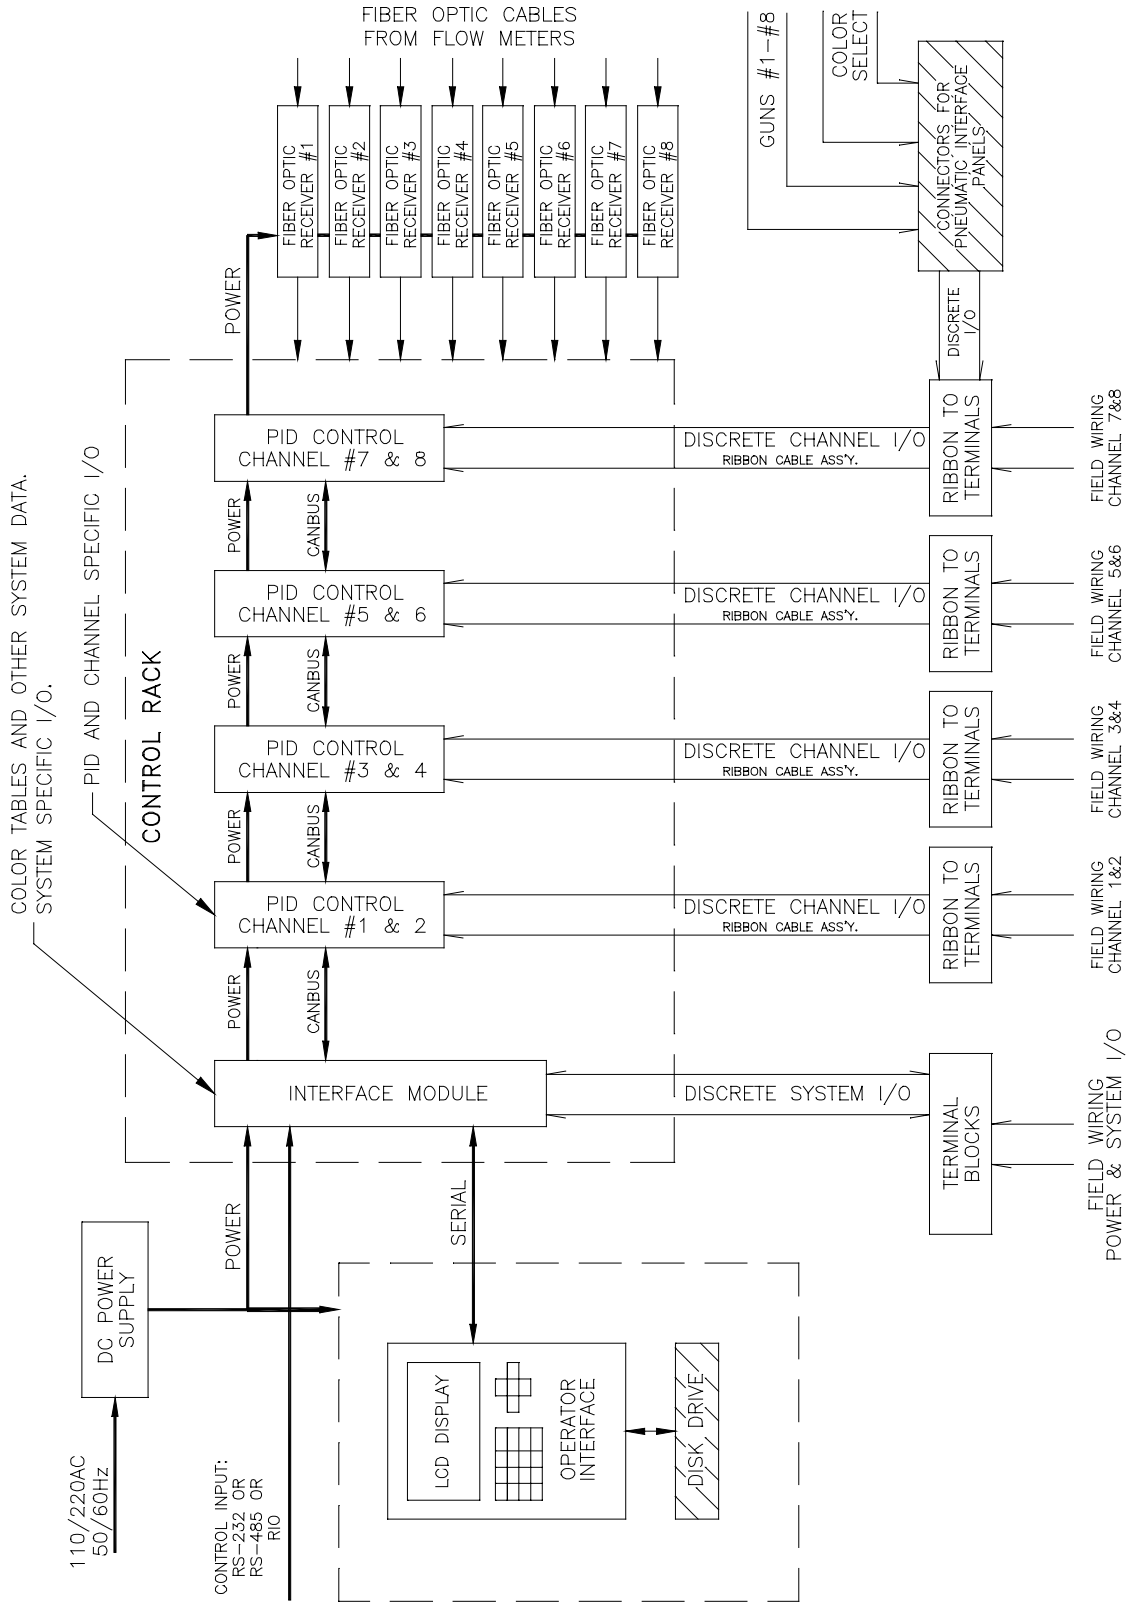 FIBER OPTIC CABLES
FROM FLOW METERS
FIBER OPTIC
RECEIVER #1
FIBER OPTIC
RECEIVER #2
FIBER OPTIC
RECEIVER #3
FIBER OPTIC
RECEIVER #4
FIBER OPTIC
RECEIVER #5
FIBER OPTIC
RECEIVER #6
FIBER OPTIC
RECEIVER #7
FIBER OPTIC
RECEIVER #8
GUNS #1-#8
COLOR
SELECT
CONNECTORS FOR
PNEUMATIC INTERFACE
PANELS
POWER
DISCRETE
I/O
COLOR TABLES AND OTHER SYSTEM DATA.
SYSTEM SPECIFIC I/O.
PID AND CHANNEL SPECIFIC I/O
CONTROL RACK
PID CONTROL
CHANNEL #7 & 8
DISCRETE CHANNEL I/O
RIBBON CABLE ASS'Y.
RIBBON TO
TERMINALS
FIELD WIRING
CHANNEL 7&8
POWER
CANBUS
PID CONTROL
CHANNEL #5 & 6
DISCRETE CHANNEL I/O
RIBBON CABLE ASS'Y.
RIBBON TO
TERMINALS
FIELD WIRING
CHANNEL 5&6
POWER
CANBUS
PID CONTROL
CHANNEL #3 & 4
DISCRETE CHANNEL I/O
RIBBON CABLE ASS'Y.
RIBBON TO
TERMINALS
FIELD WIRING
CHANNEL 3&4
POWER
CANBUS
PID CONTROL
CHANNEL #1 & 2
DISCRETE CHANNEL I/O
RIBBON CABLE ASS'Y.
RIBBON TO
TERMINALS
FIELD WIRING
CHANNEL 1&2
POWER
CANBUS
INTERFACE MODULE
DISCRETE SYSTEM I/O
TERMINAL
BLOCKS
FIELD WIRING
POWER & SYSTEM I/O
POWER
SERIAL
DC POWER
SUPPLY
110/220AC
50/60Hz
CONTROL INPUT:
RS-232 OR
RS-485 OR
RIO
LCD DISPLAY
OPERATOR
INTERFACE
DISK DRIVE